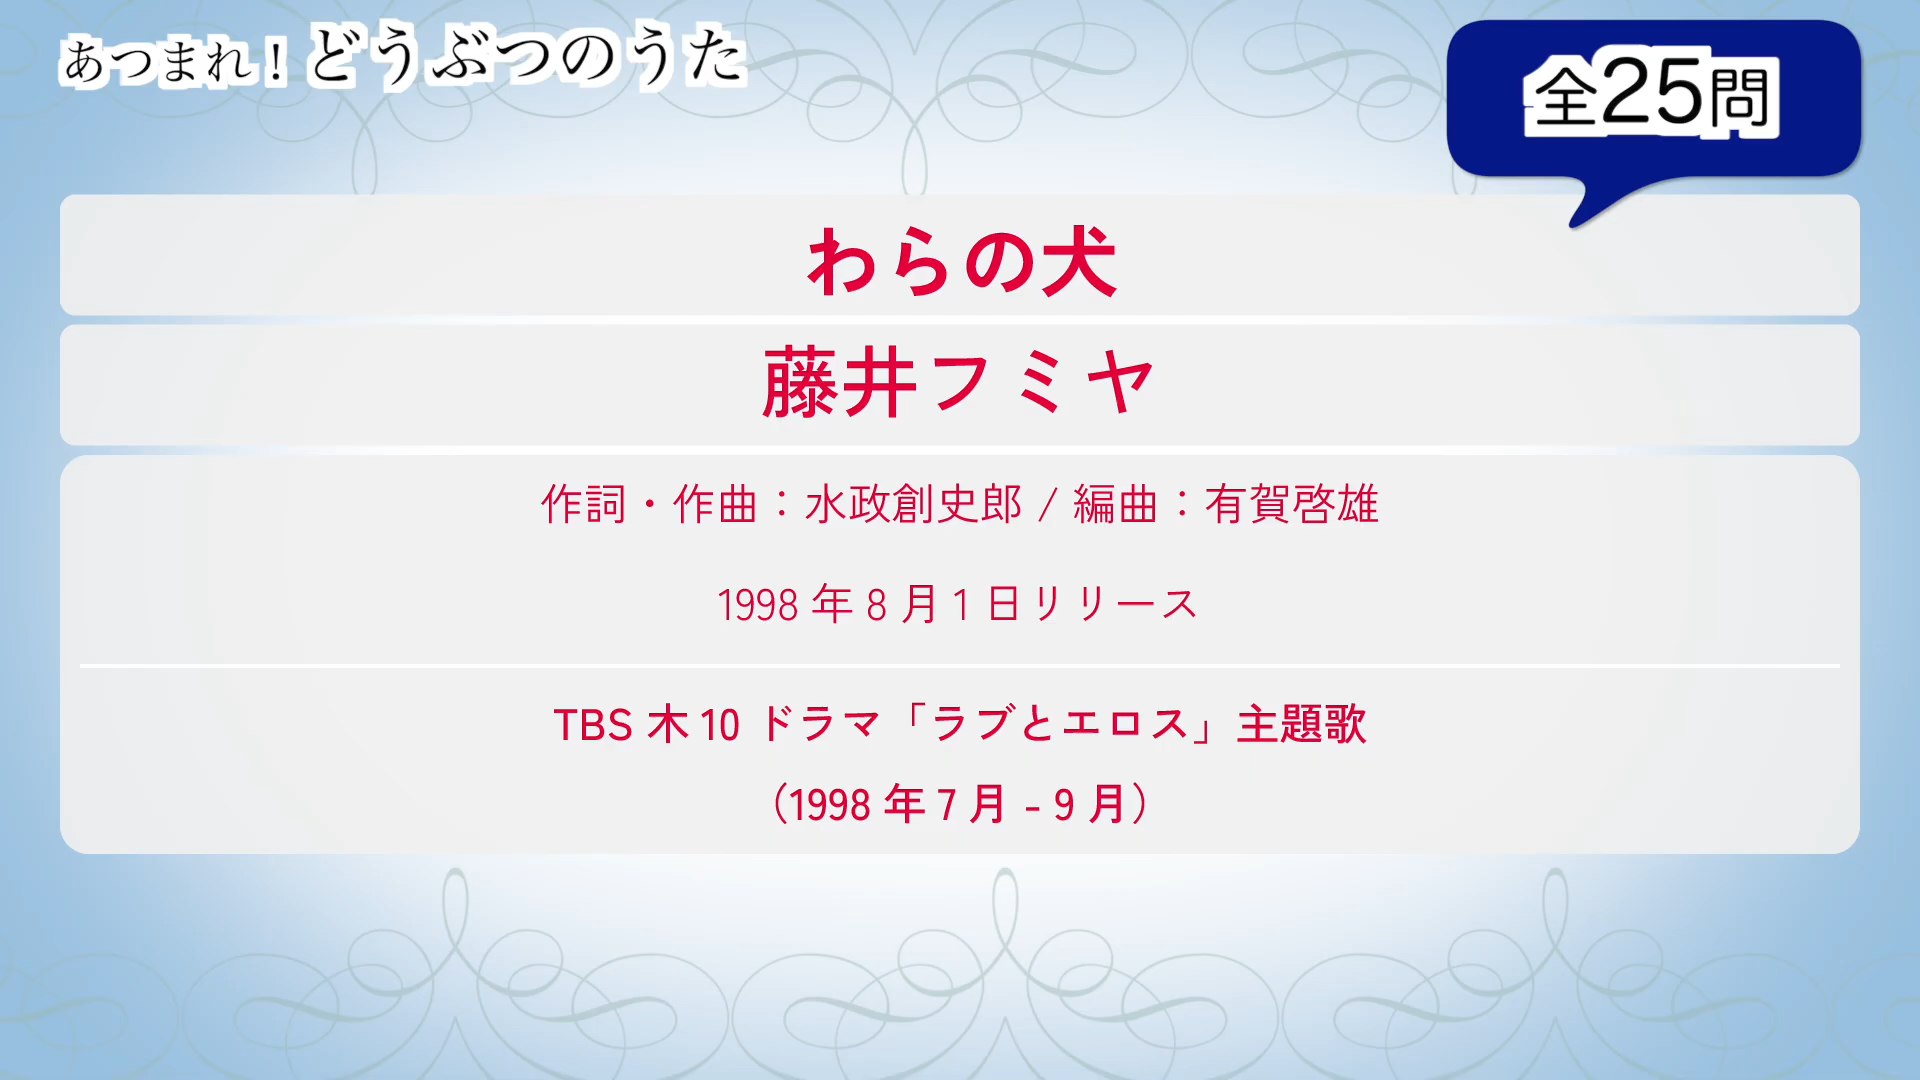 あつまれ！どうぶつのうた
全25問
わらの犬
藤井フミヤ
作詞・作曲：水政創史郎 / 編曲：有賀啓雄
1998年8月1日リリース
TBS木10ドラマ「ラブとエロス」主題歌
（1998年7月 - 9月）